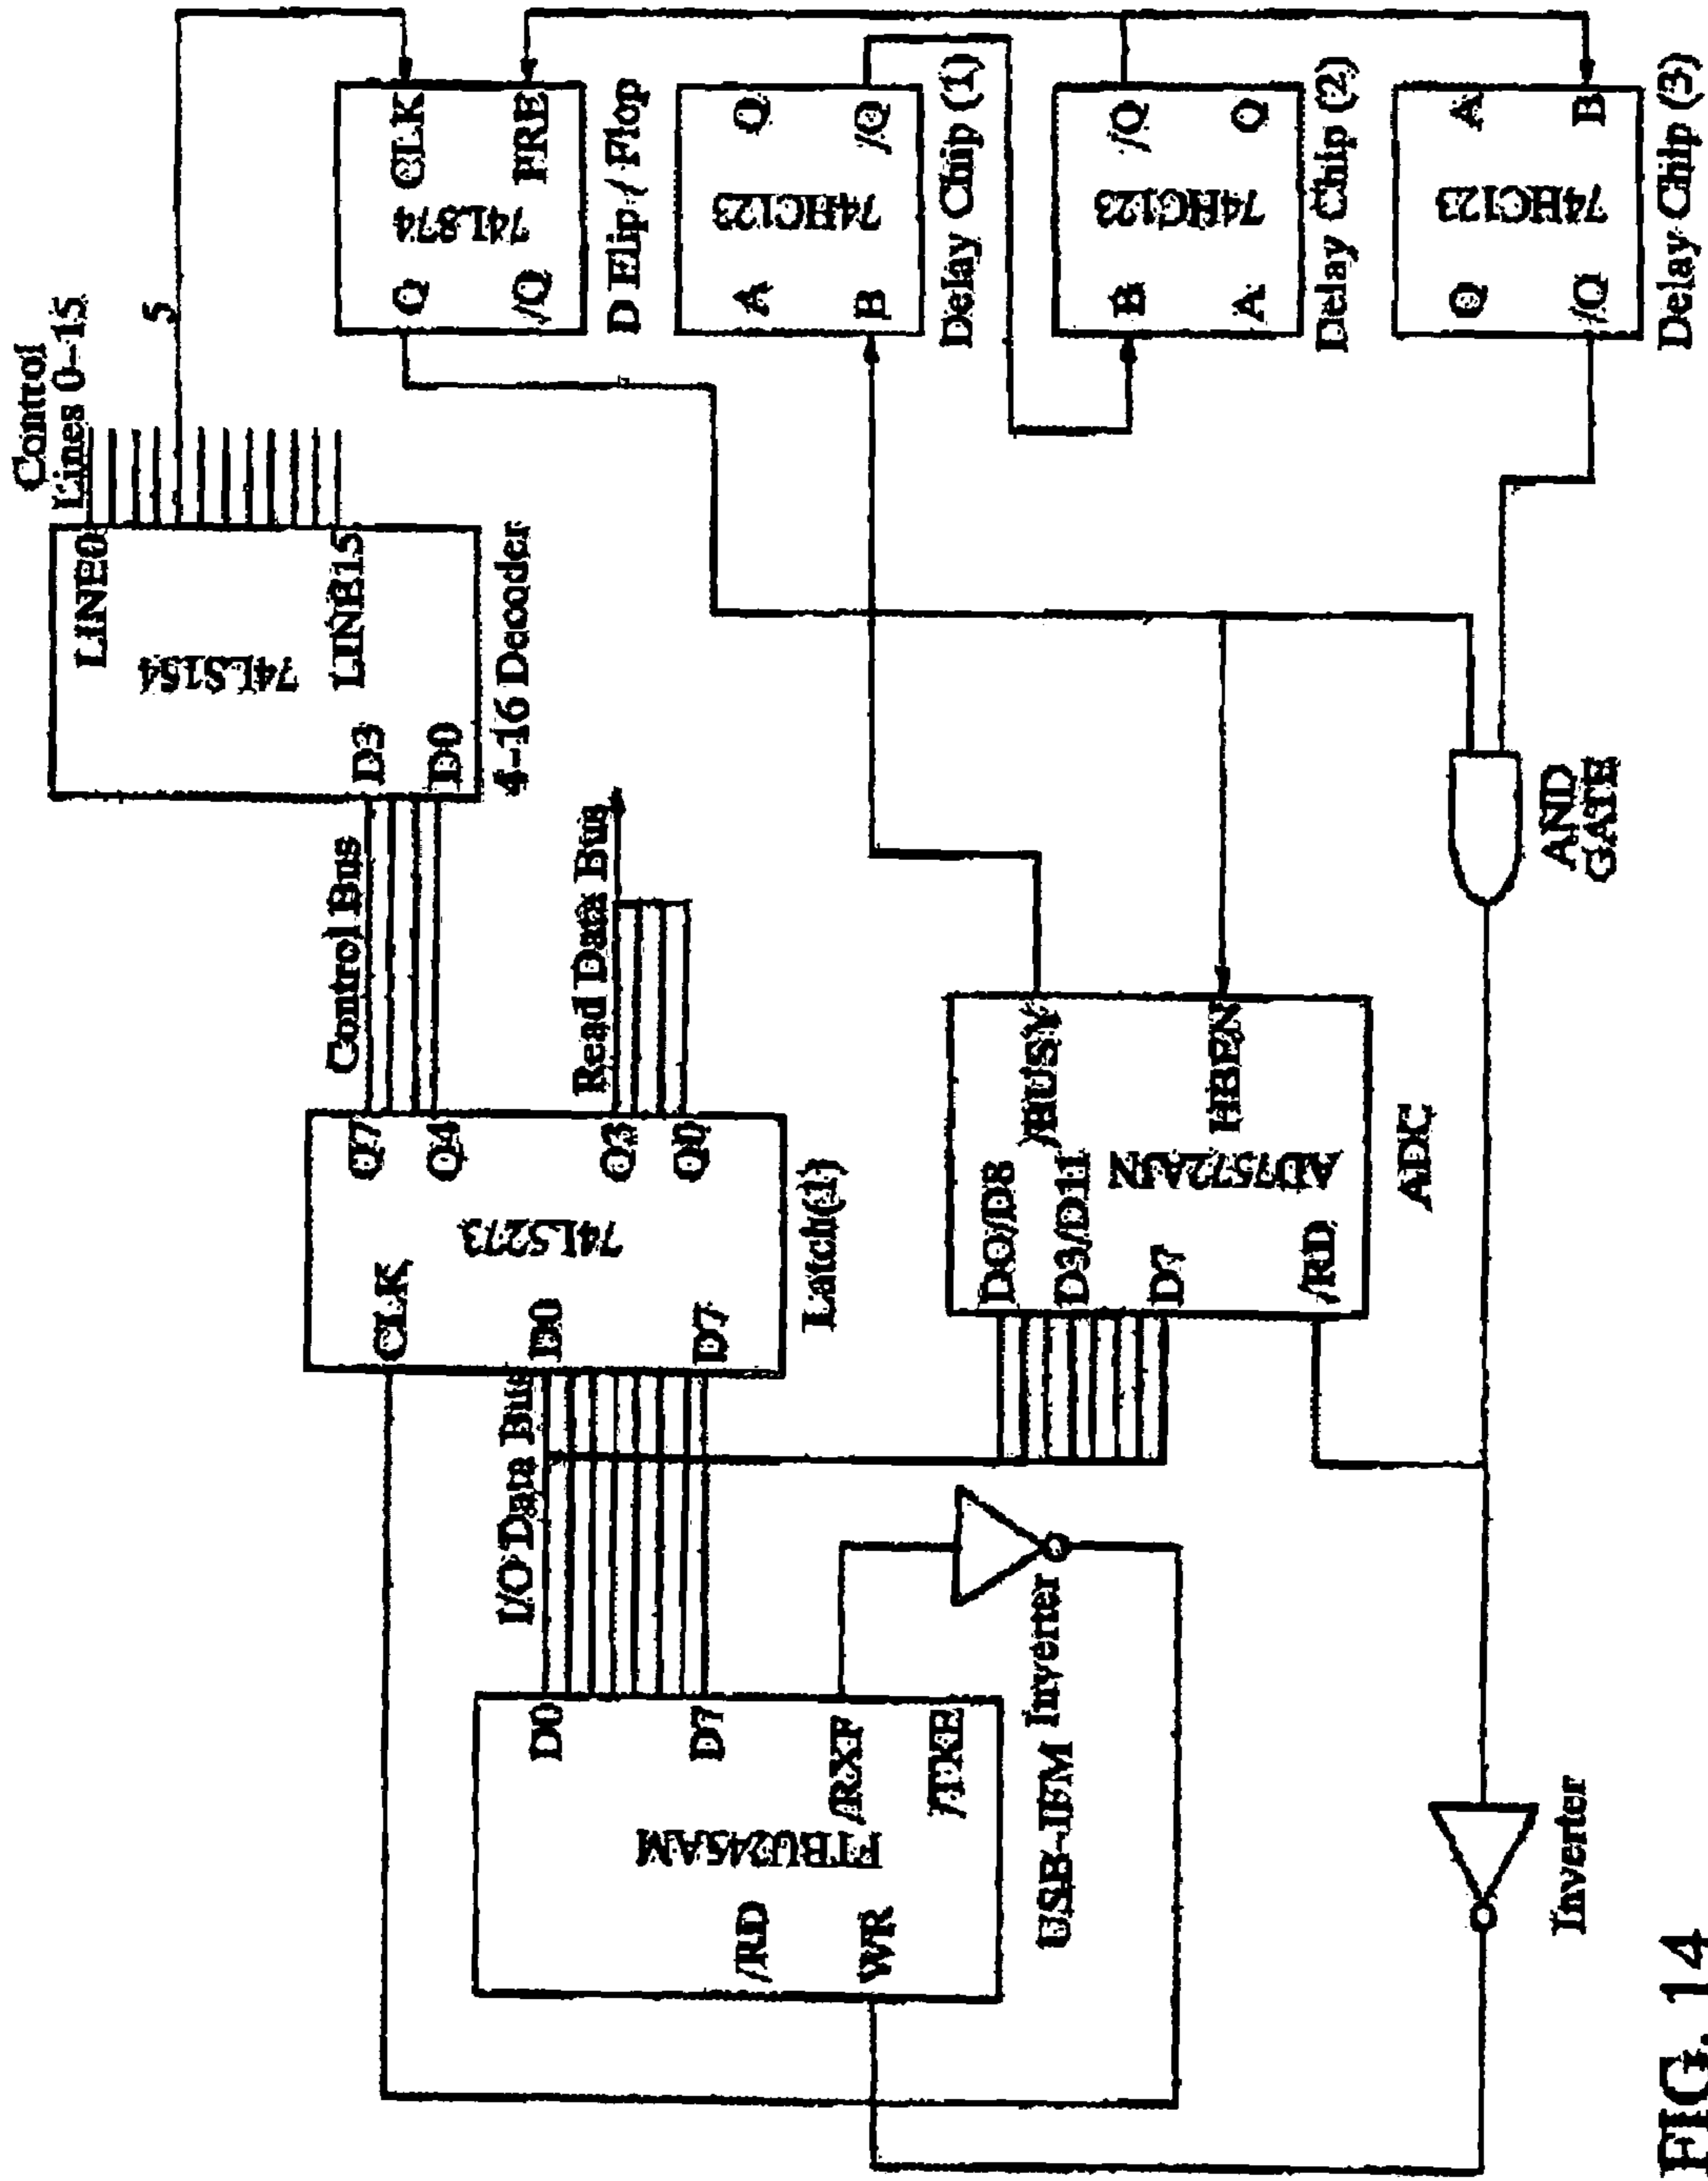 Control
Lines 0-15
5
LINE0
74LS154
LINE15
D3
D0
4-16 Decoder
Control Bus
Read Data Bus
CLK
PRE
74LS74
Q
/Q
D Flip / Flop
Q
/Q
74HC123
A
B
Delay Chip (1)
/Q
Q
74HC123
B
A
Delay Chip (2)
A
B
74HC123
Q
/Q
Delay Chip (3)
Q7
Q4
Q3
Q0
74LS273
CLK
D0
D7
Latch(1)
I/O Data Bus
/BUSY
HBEN
AD7572AJN
D0/D8
D3/D11
D7
/RD
ADC
AND
GATE
D0
D7
/RXF
/TKE
FTBU245AM
/RD
WR
USB-IFM
Inverter
Inverter
FIG. 14